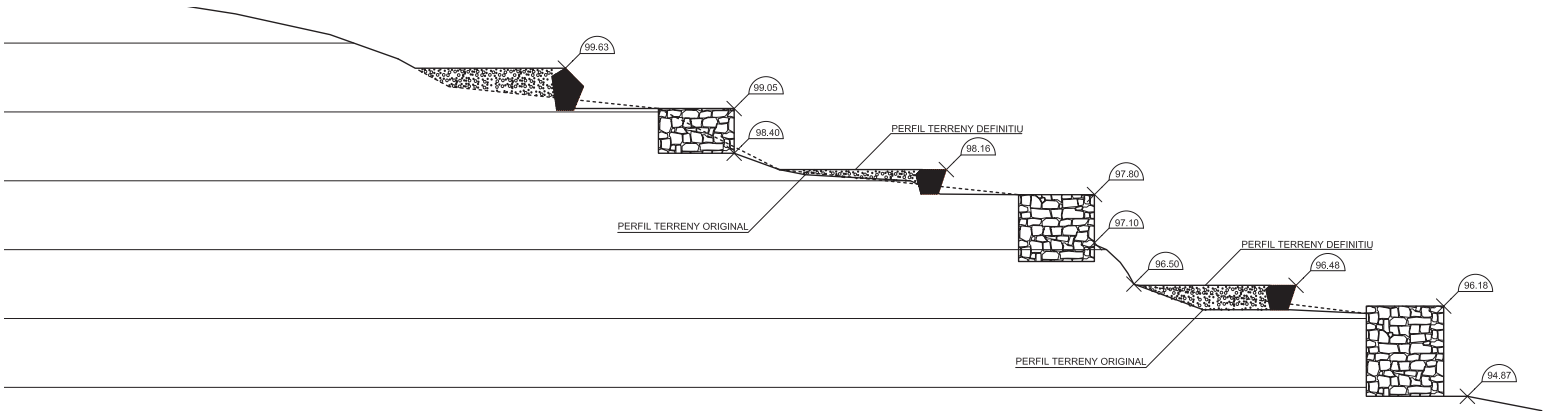 99.63
99.05
PERFIL TERRENY DEFINITIU
98.40
98.16
97.80
PERFIL TERRENY ORIGINAL
97.10
PERFIL TERRENY DEFINITIU
96.50
96.48
96.18
PERFIL TERRENY ORIGINAL
94.87